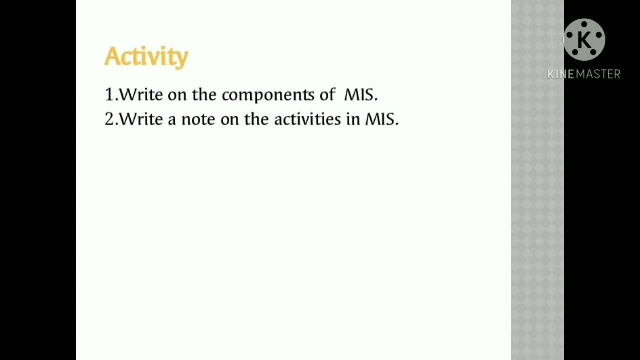 Activity
1.Write on the components of MIS.
2.Write a note on the activities in MIS.
K
KINEMASTER